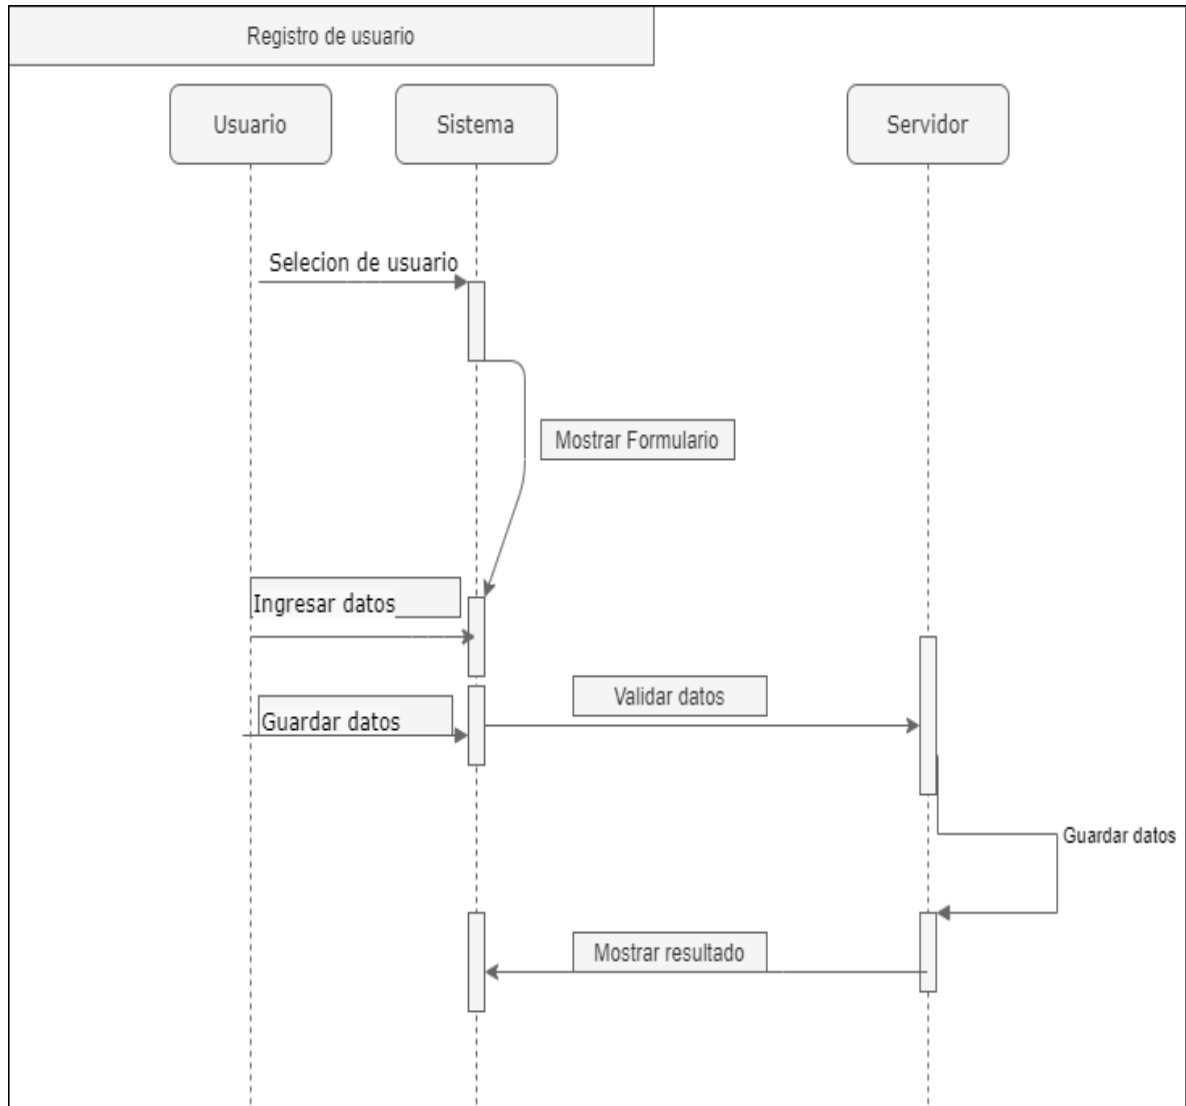 Registro de usuario
Usuario
Sistema
Servidor
Selecion de usuario
Mostrar Formulario
Ingresar datos
Validar datos
Guardar datos
Guardar datos
Mostrar resultado